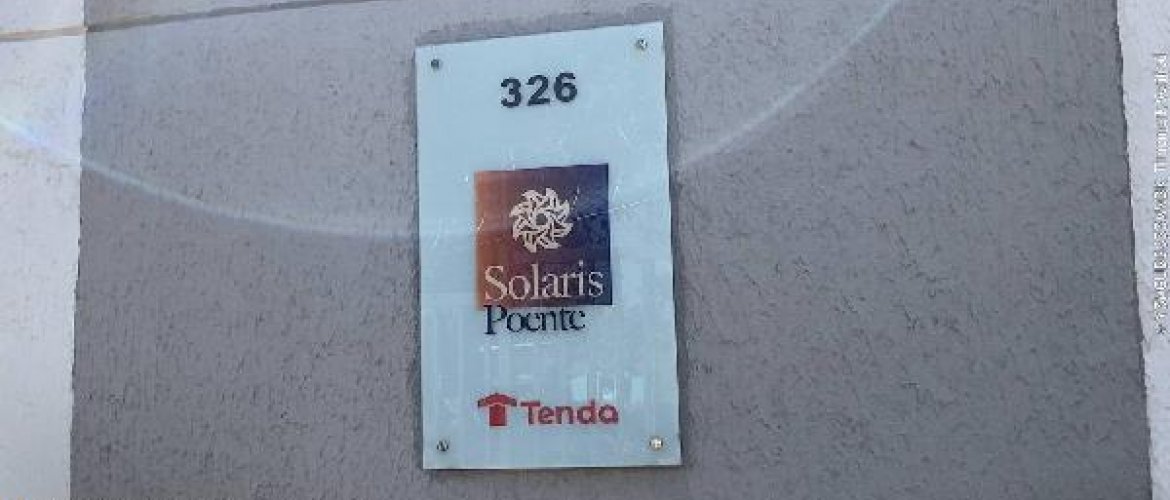 326
Solaris
Poente
Tenda